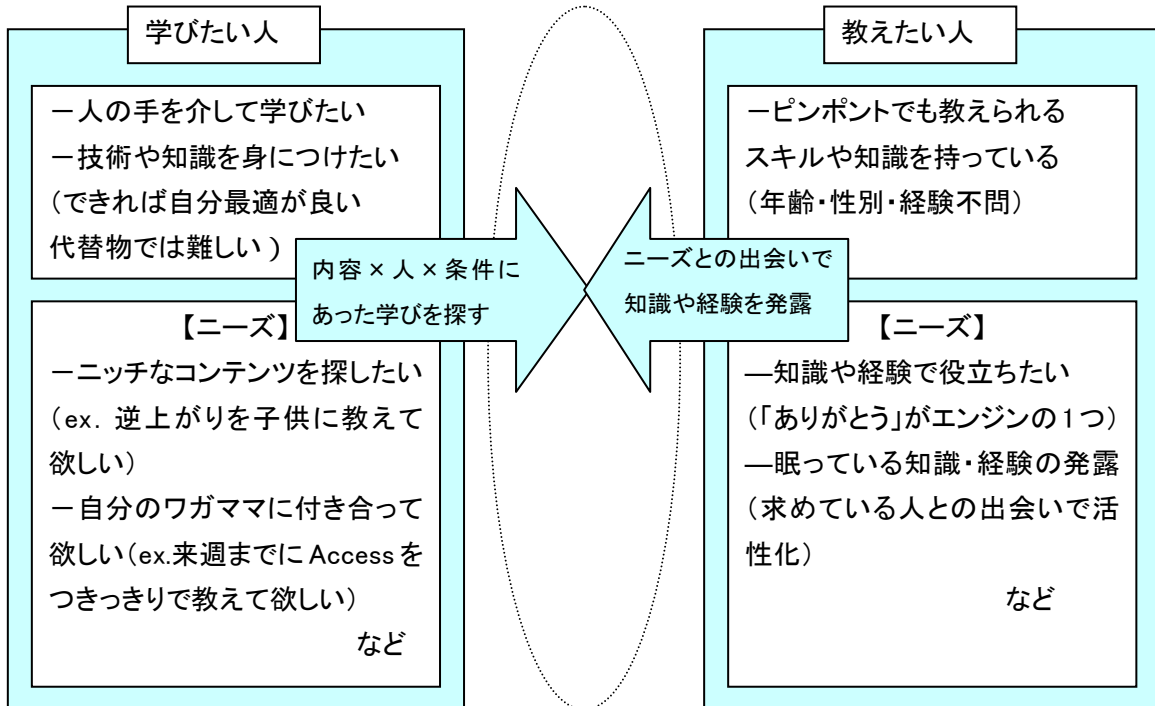 学びたい人
－人の手を介して学びたい
－技術や知識を身につけたい
（できれば自分最適が良い
代替物では難しい）
【ニーズ】
－ニッチなコンテンツを探したい
（ex. 逆上がりを子供に教えて
欲しい）
－自分のワガママに付き合って
欲しい（ex.来週までに Access を
つきっきりで教えて欲しい）
など
内容×人×条件に
あった学びを探す
ニーズとの出会いで
知識や経験を発露
教えたい人
－ピンポントでも教えられる
スキルや知識を持っている
（年齢・性別・経験不問）
【ニーズ】
―知識や経験で役立ちたい
（「ありがとう」がエンジンの１つ）
―眠っている知識・経験の発露
（求めている人との出会いで活
性化）
など